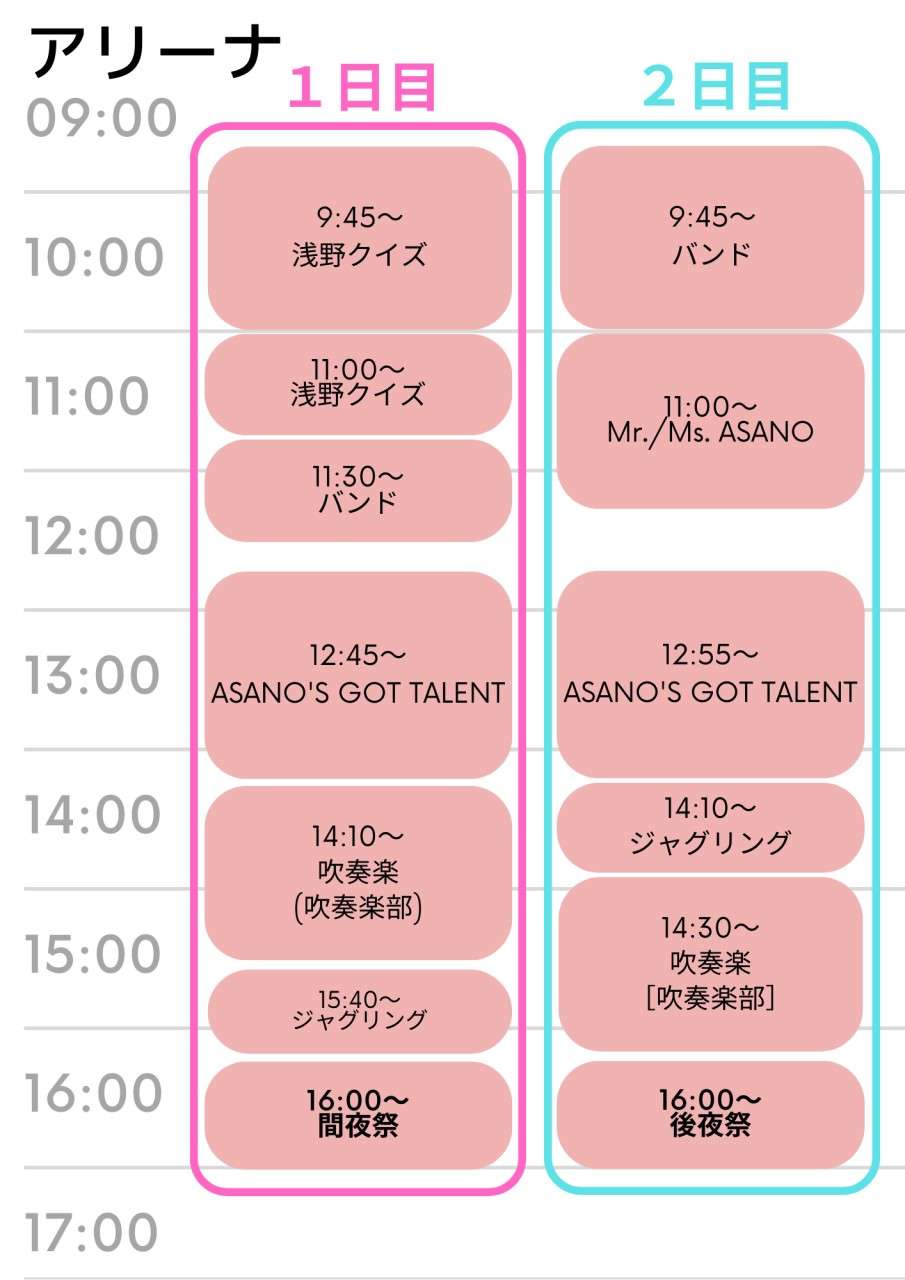 アリーナ
1日目
2日目
09:00
10:00
11:00
12:00
13:00
14:00
15:00
16:00
17:00
9:45〜
浅野クイズ
11:00〜
浅野クイズ
11:30〜
バンド
12:45〜
ASANO'S GOT TALENT
14:10〜
吹奏楽
(吹奏楽部)
15:40〜
ジャグリング
16:00〜
間夜祭
9:45〜
バンド
11:00〜
Mr./Ms. ASANO
12:55〜
ASANO'S GOT TALENT
14:10〜
ジャグリング
14:30〜
吹奏楽
[吹奏楽部]
16:00〜
後夜祭